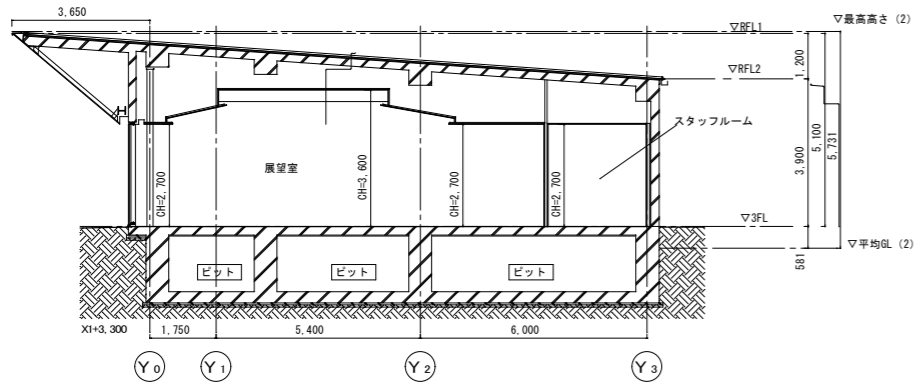 3,650
▽RFL1
▽最高高さ (2)
1,200
▽RFL2
スタッフルーム
展望室
CH=2,700
CH=3,600
CH=2,700
CH=2,700
3,900
5,100
5,731
▽3FL
▽平均GL (2)
581
ピット
ピット
ピット
X1+3,300
1,750
5,400
6,000
Y0
Y1
Y2
Y3